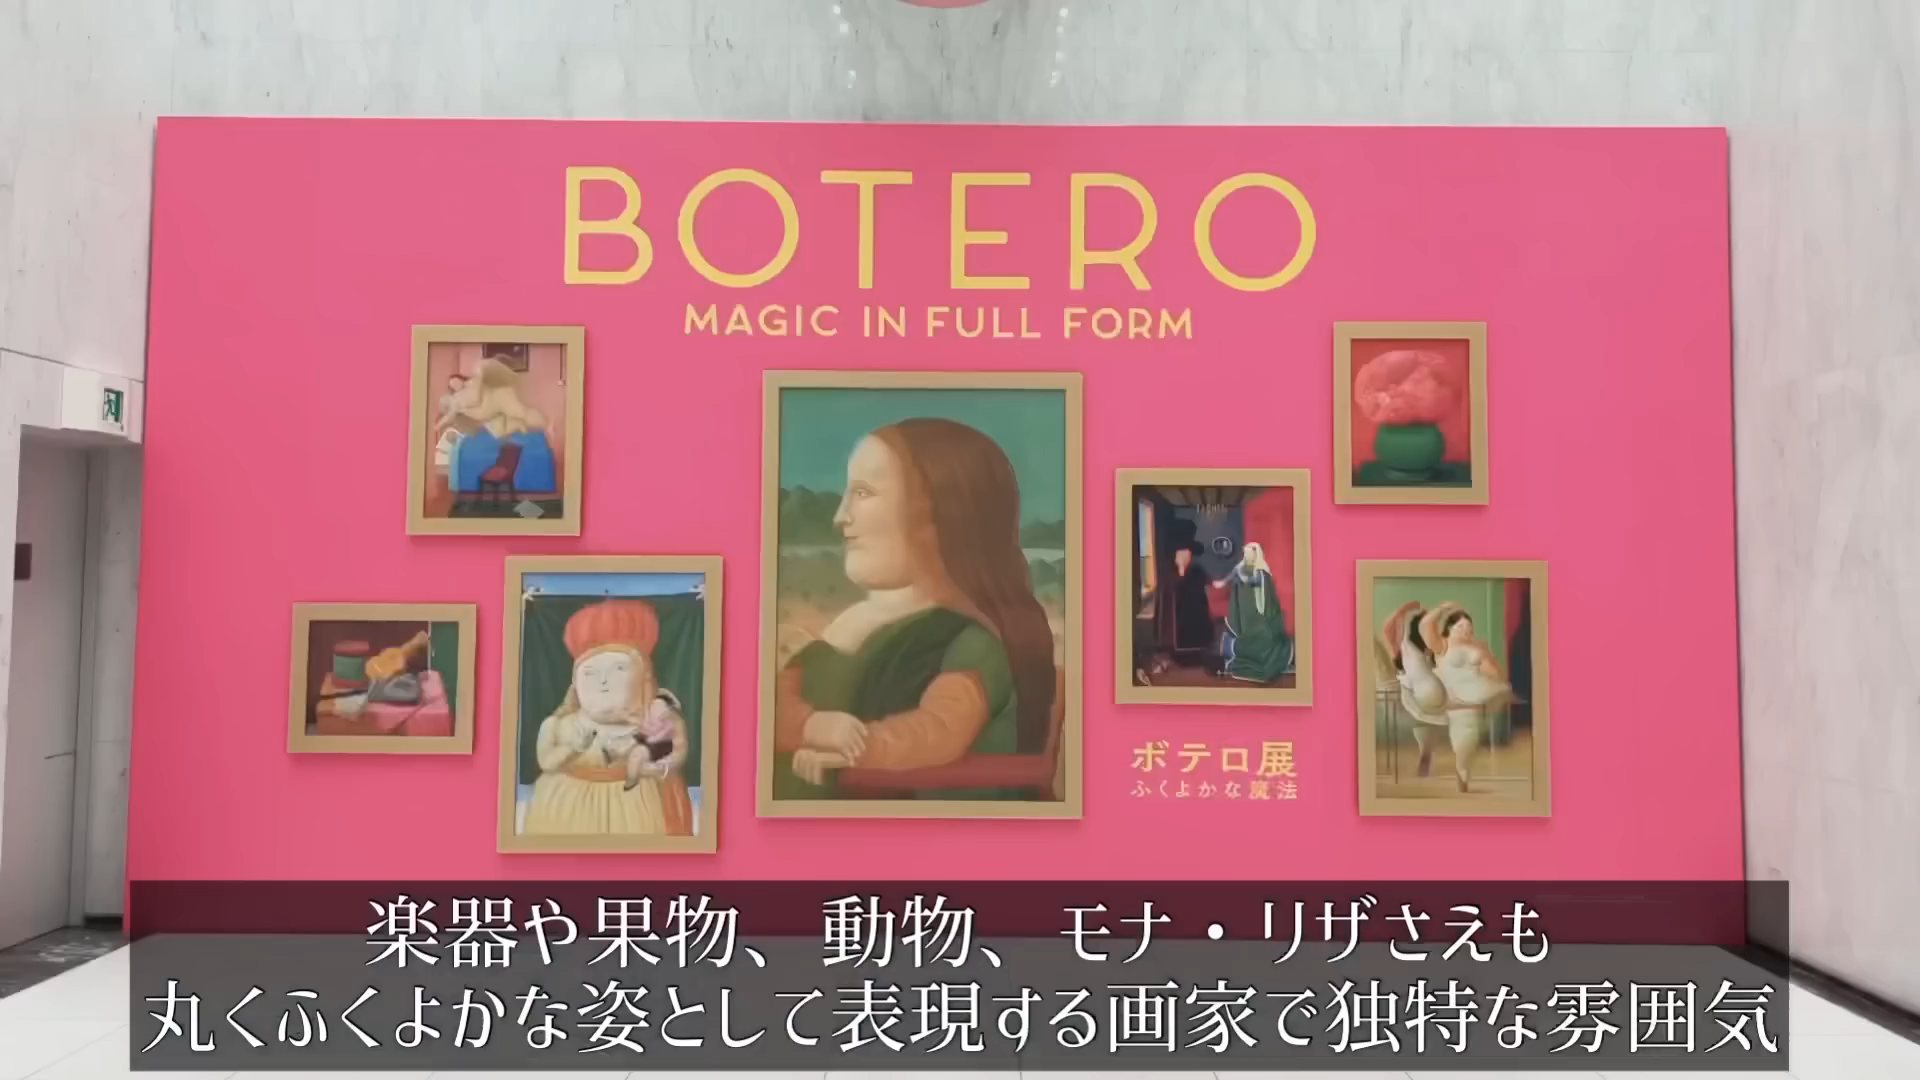 BOTERO
MAGIC IN FULL FORM
ボテロ展
ふくよかな魔法
楽器や果物、動物、モナ・リザさえも
丸くふくよかな姿として表現する画家で独特な雰囲気